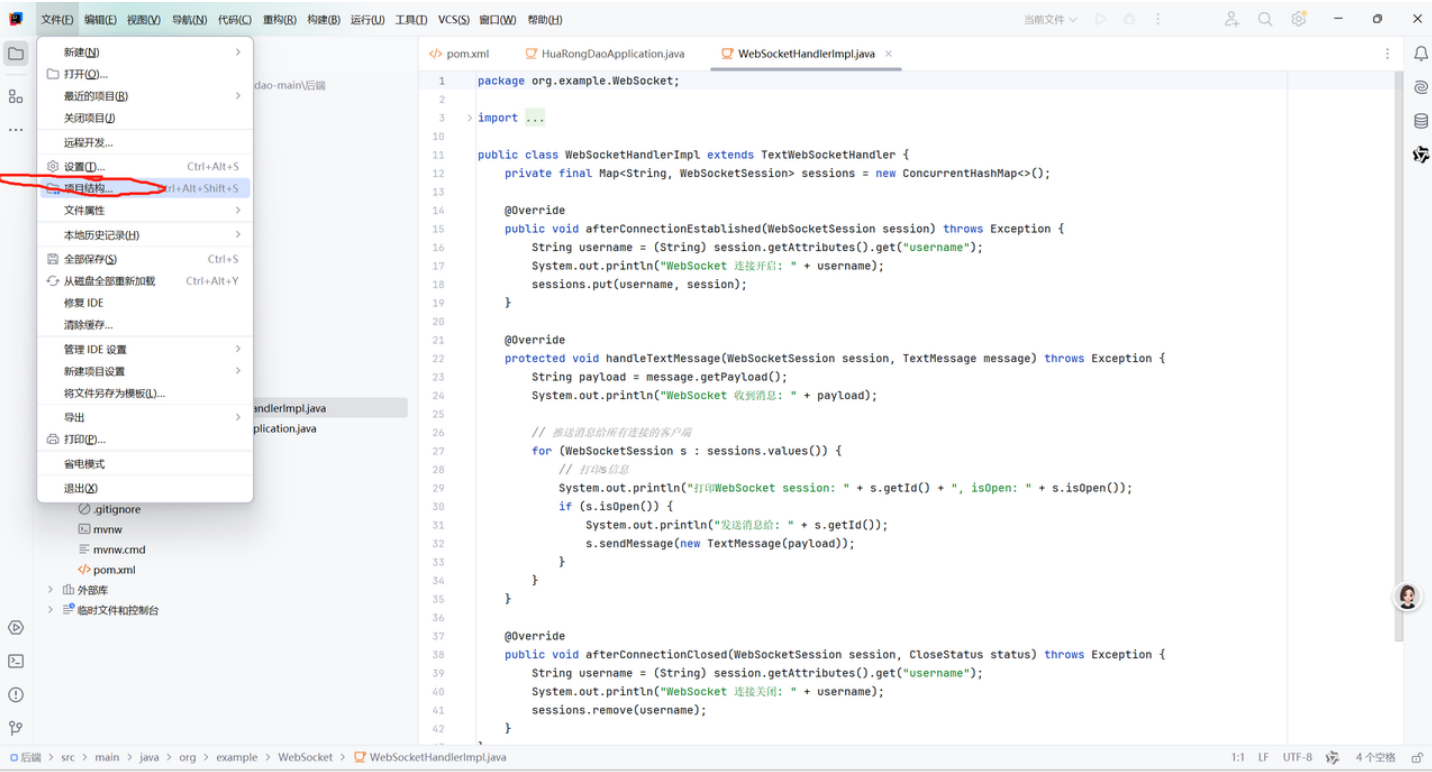 文件(F) 编辑(E) 视图(V) 导航(N) 代码(C) 重构(R) 构建(B) 运行(U) 工具(T) VCS(S) 窗口(W) 帮助(H) 当前文件
新建(N)
打开(O)...
最近的项目(R)
关闭项目(J)
远程开发...
设置(T)... Ctrl+Alt+S
项目结构... Ctrl+Alt+Shift+S
文件属性
本地历史记录(H)
全部保存(S) Ctrl+S
从磁盘全部重新加载 Ctrl+Alt+Y
修复 IDE
清除缓存...
管理 IDE 设置
新建项目设置
将文件另存为模板(L)...
导出
打印(P)...
省电模式
退出(X)
dao-main\后端
andlerImpl.java
plication.java
.gitignore
mvnw
mvnw.cmd
pom.xml
外部库
临时文件和控制台
pom.xml HuaRongDaoApplication.java WebSocketHandlerImpl.java
1 package org.example.WebSocket;
2
3 import ...
10
11 public class WebSocketHandlerImpl extends TextWebSocketHandler {
12 private final Map<String, WebSocketSession> sessions = new ConcurrentHashMap<>();
13
14 @Override
15 public void afterConnectionEstablished(WebSocketSession session) throws Exception {
16 String username = (String) session.getAttributes().get("username");
17 System.out.println("WebSocket 连接开启: " + username);
18 sessions.put(username, session);
19 }
20
21 @Override
22 protected void handleTextMessage(WebSocketSession session, TextMessage message) throws Exception {
23 String payload = message.getPayload();
24 System.out.println("WebSocket 收到消息: " + payload);
25
26 // 推送消息给所有连接的客户端
27 for (WebSocketSession s : sessions.values()) {
28 // 打印s信息
29 System.out.println("打印WebSocket session: " + s.getId() + ", isOpen: " + s.isOpen());
30 if (s.isOpen()) {
31 System.out.println("发送消息给: " + s.getId());
32 s.sendMessage(new TextMessage(payload));
33 }
34 }
35 }
36
37 @Override
38 public void afterConnectionClosed(WebSocketSession session, CloseStatus status) throws Exception {
39 String username = (String) session.getAttributes().get("username");
40 System.out.println("WebSocket 连接关闭: " + username);
41 sessions.remove(username);
42 }
后端 > src > main > java > org > example > WebSocket > WebSocketHandlerImpl.java 1:1 LF UTF-8 4 个空格